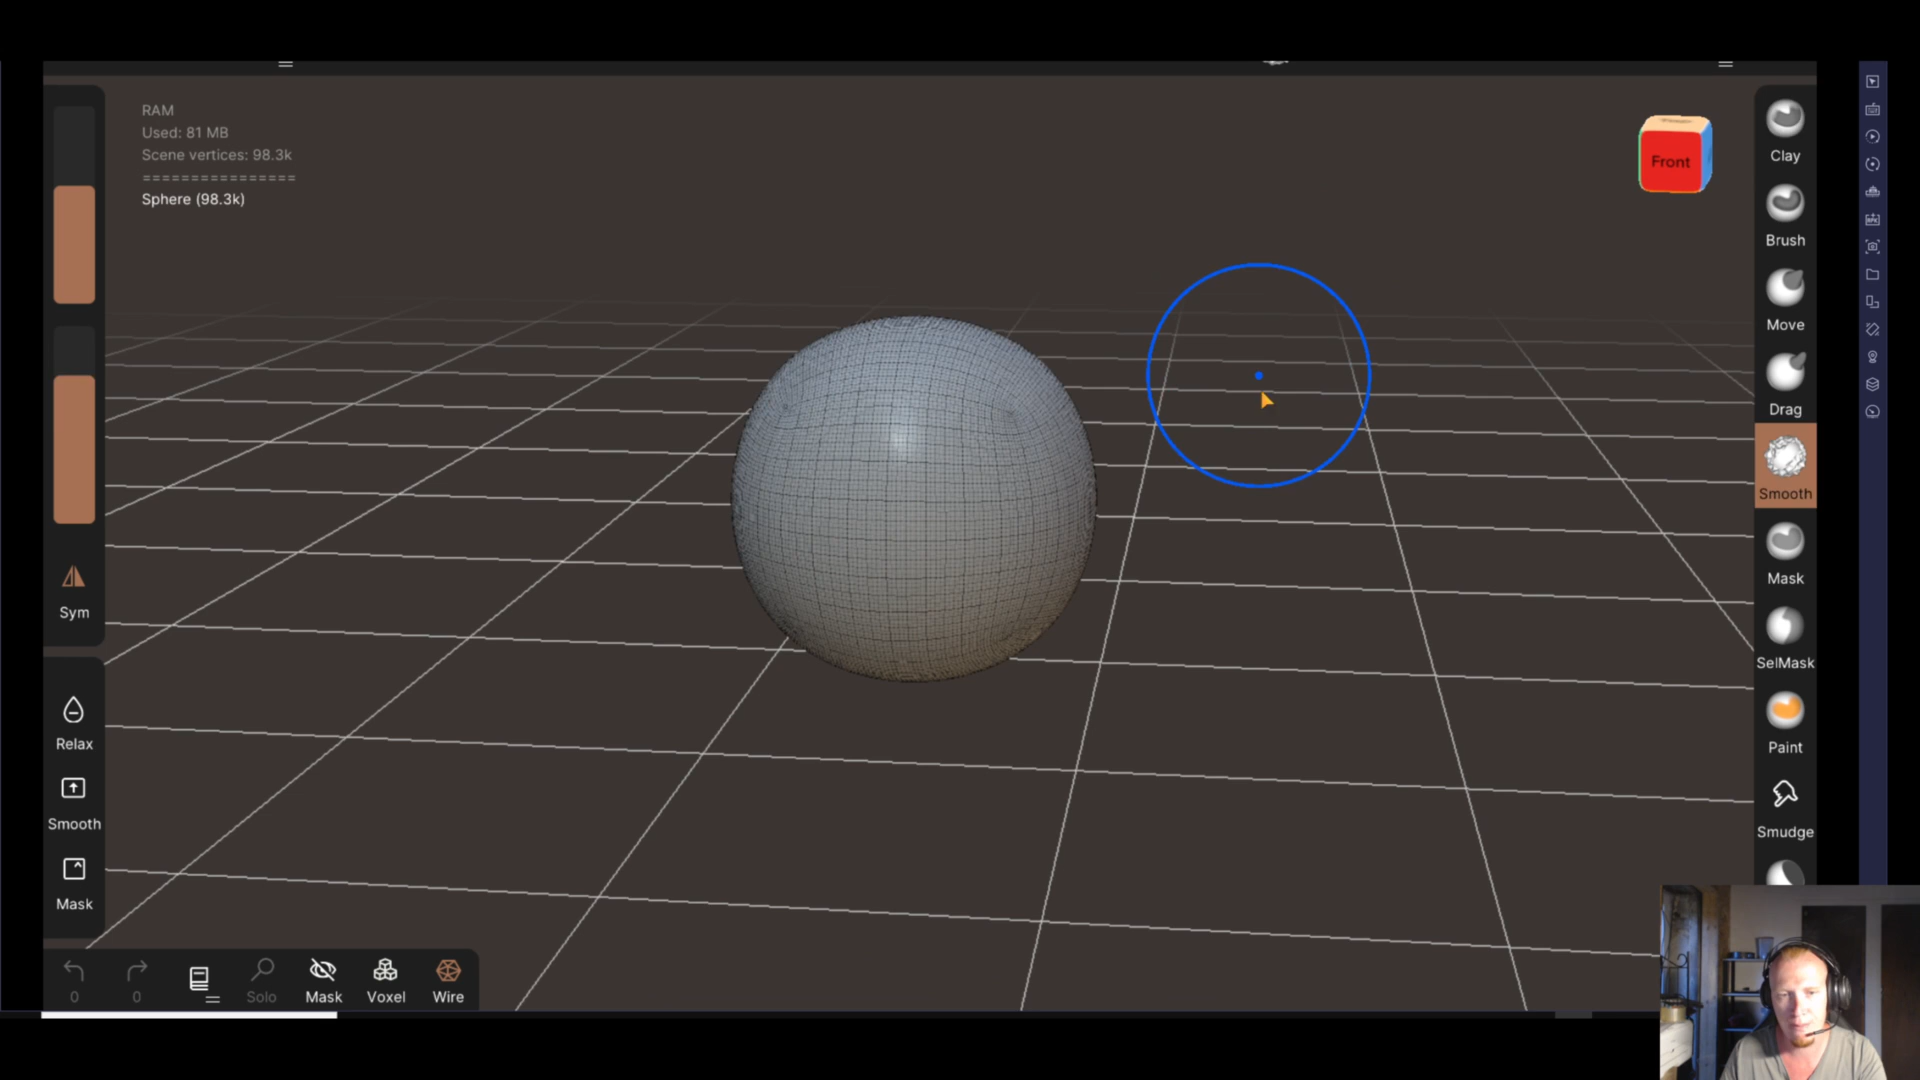 RAM
Used: 81 MB
Scene vertices: 98.3k
================
Sphere (98.3k)
Front
Clay
Brush
Move
Drag
Smooth
Mask
SelMask
Paint
Smudge
Sym
Relax
Smooth
Mask
0
0
Solo
Mask
Voxel
Wire